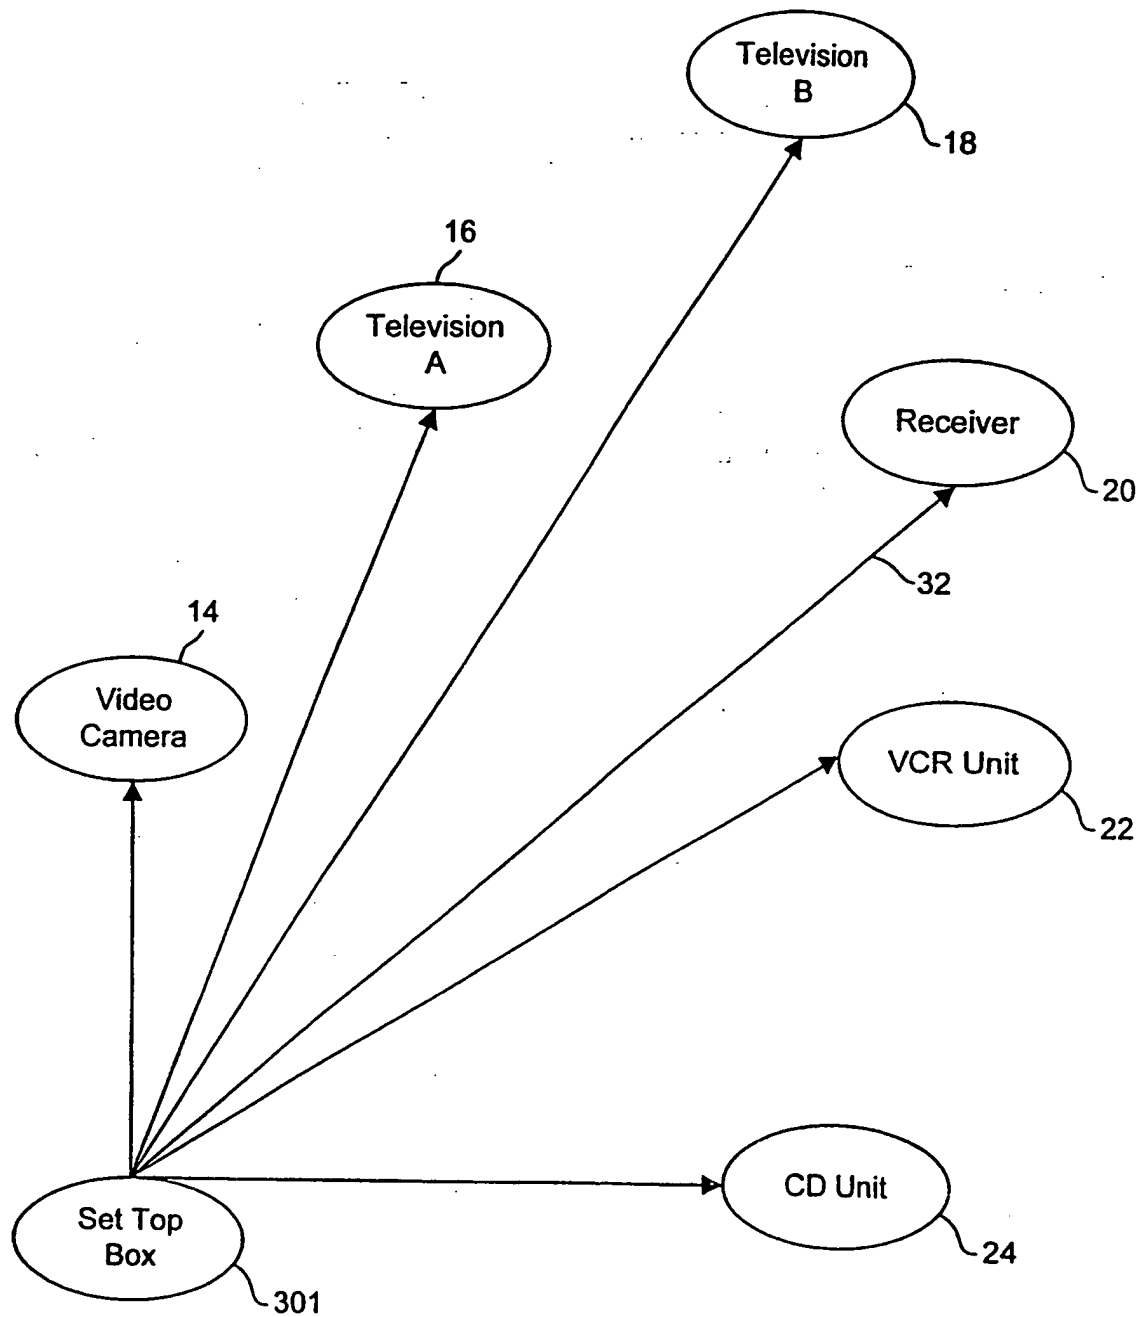 Television
B
18
16
Television
A
Receiver
20
32
14
Video
Camera
VCR Unit
22
CD Unit
24
Set Top
Box
301